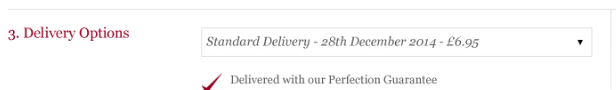 3. Delivery Options
Standard Delivery - 28th December 2014 - £6.95
Delivered with our Perfection Guarantee